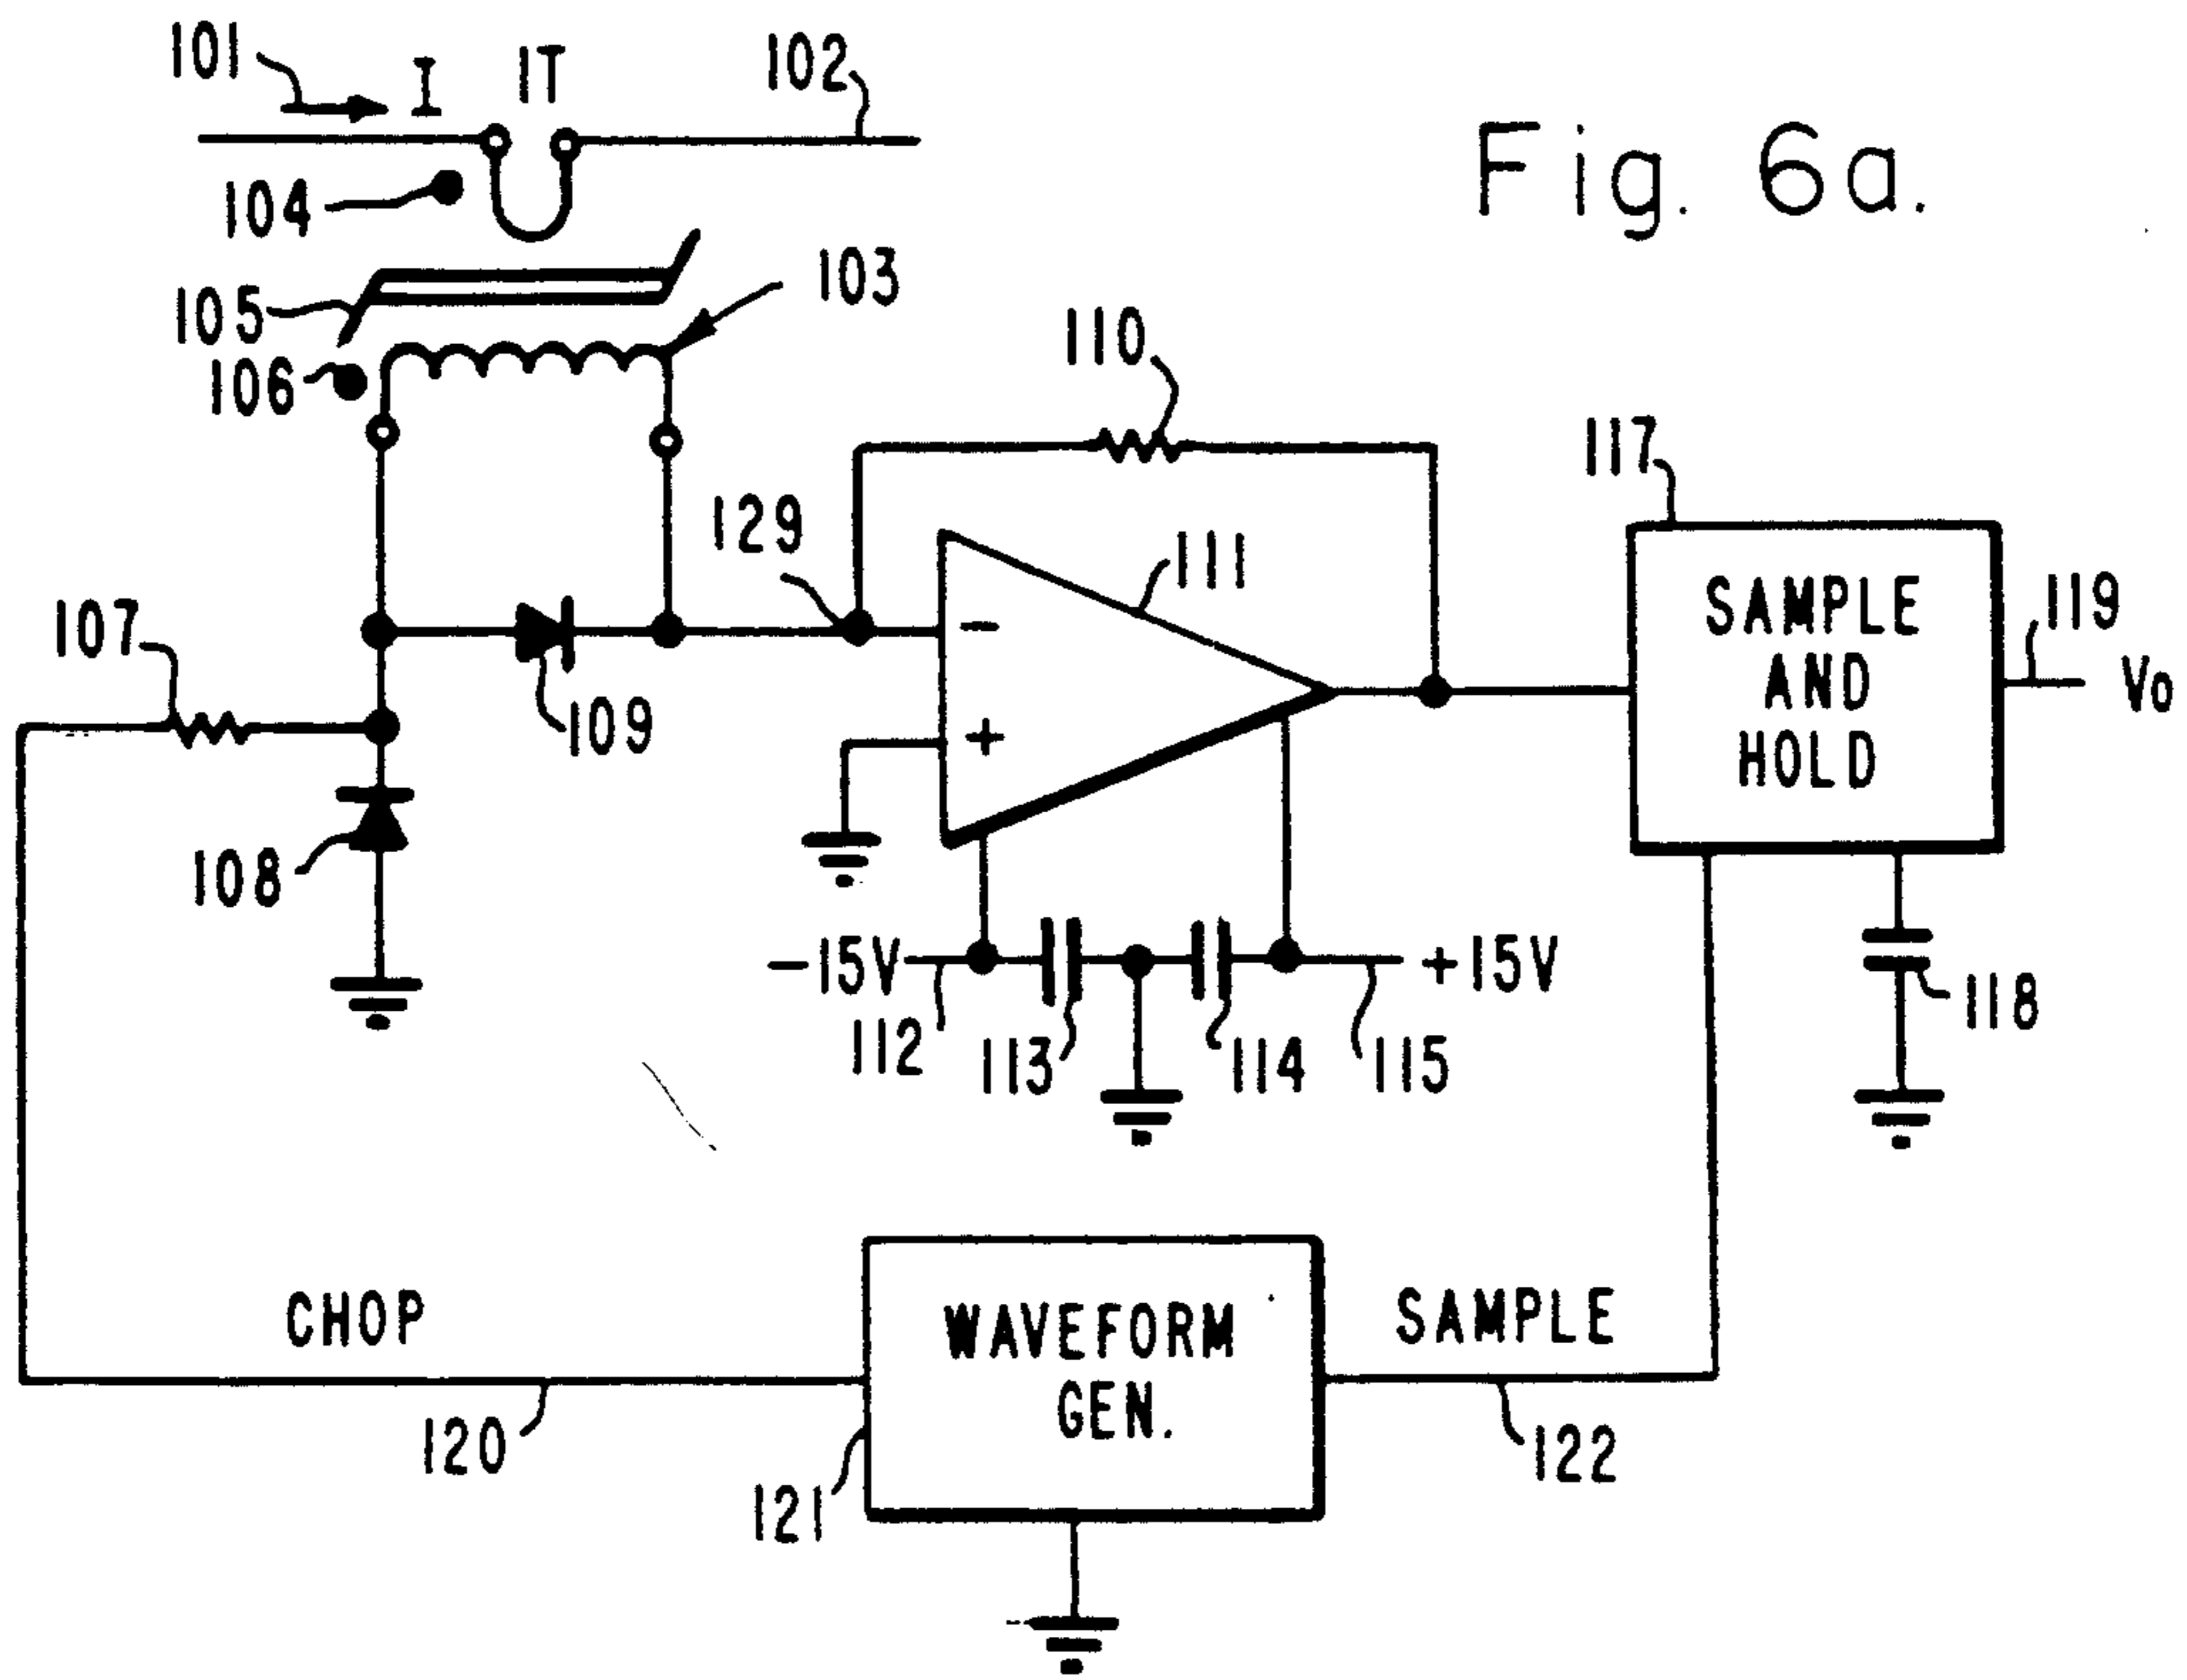 101
I
1T
102
Fig. 6a.
104
103
105
106
110
117
129
111
SAMPLE
AND
HOLD
119
Vo
107
109
−
+
108
-15V
+15V
112
113
114
115
118
CHOP
WAVEFORM
GEN.
SAMPLE
120
121
122